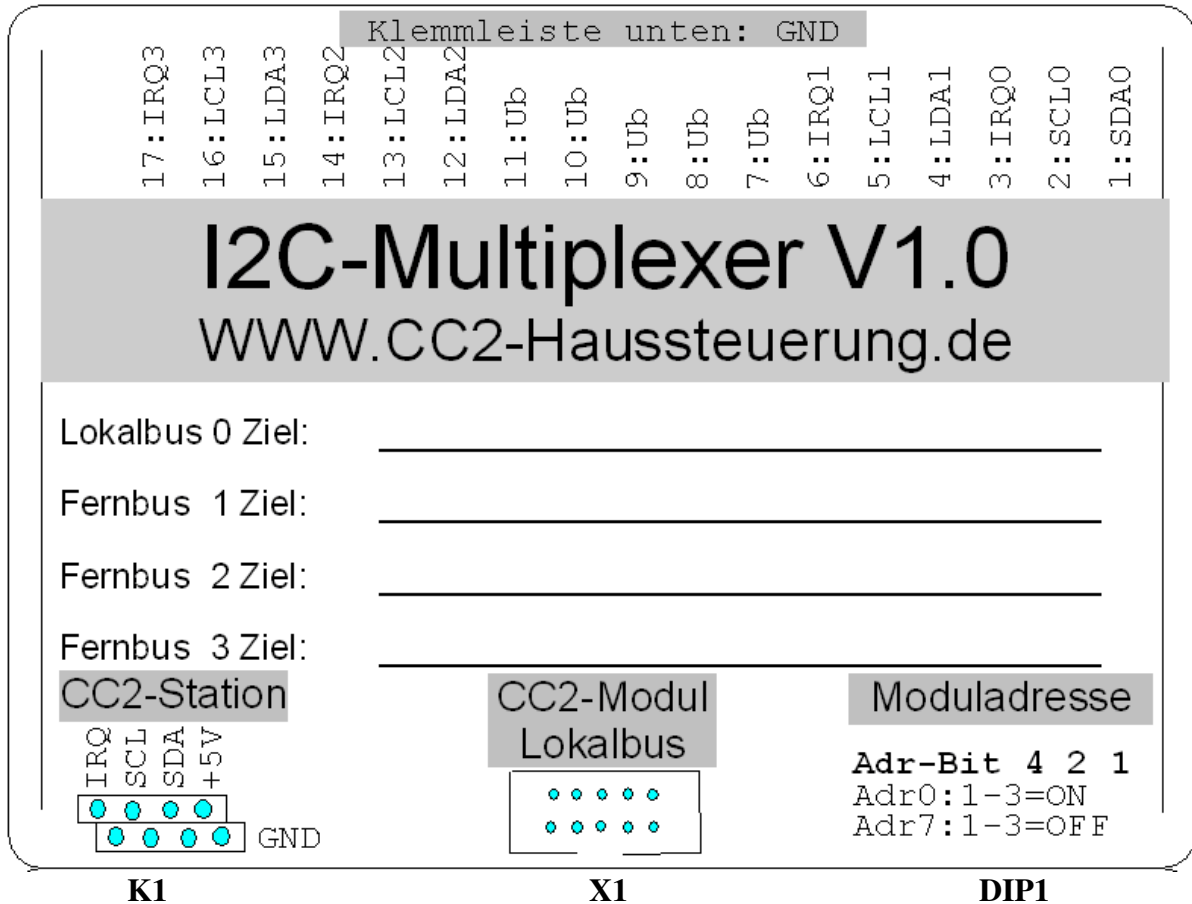 Klemmleiste unten: GND
17:IRQ3
16:LCL3
15:LDA3
14:IRQ2
13:LCL2
12:LDA2
11:Ub
10:Ub
9:Ub
8:Ub
7:Ub
6:IRQ1
5:LCL1
4:LDA1
3:IRQ0
2:SCL0
1:SDA0
I2C-Multiplexer V1.0
WWW.CC2-Haussteuerung.de
Lokalbus 0 Ziel:
Fernbus 1 Ziel:
Fernbus 2 Ziel:
Fernbus 3 Ziel:
CC2-Station
IRQ
SCL
SDA
+5V
GND
CC2-Modul
Lokalbus
Moduladresse
Adr-Bit 4 2 1
Adr0:1-3=ON
Adr7:1-3=OFF
K1
X1
DIP1